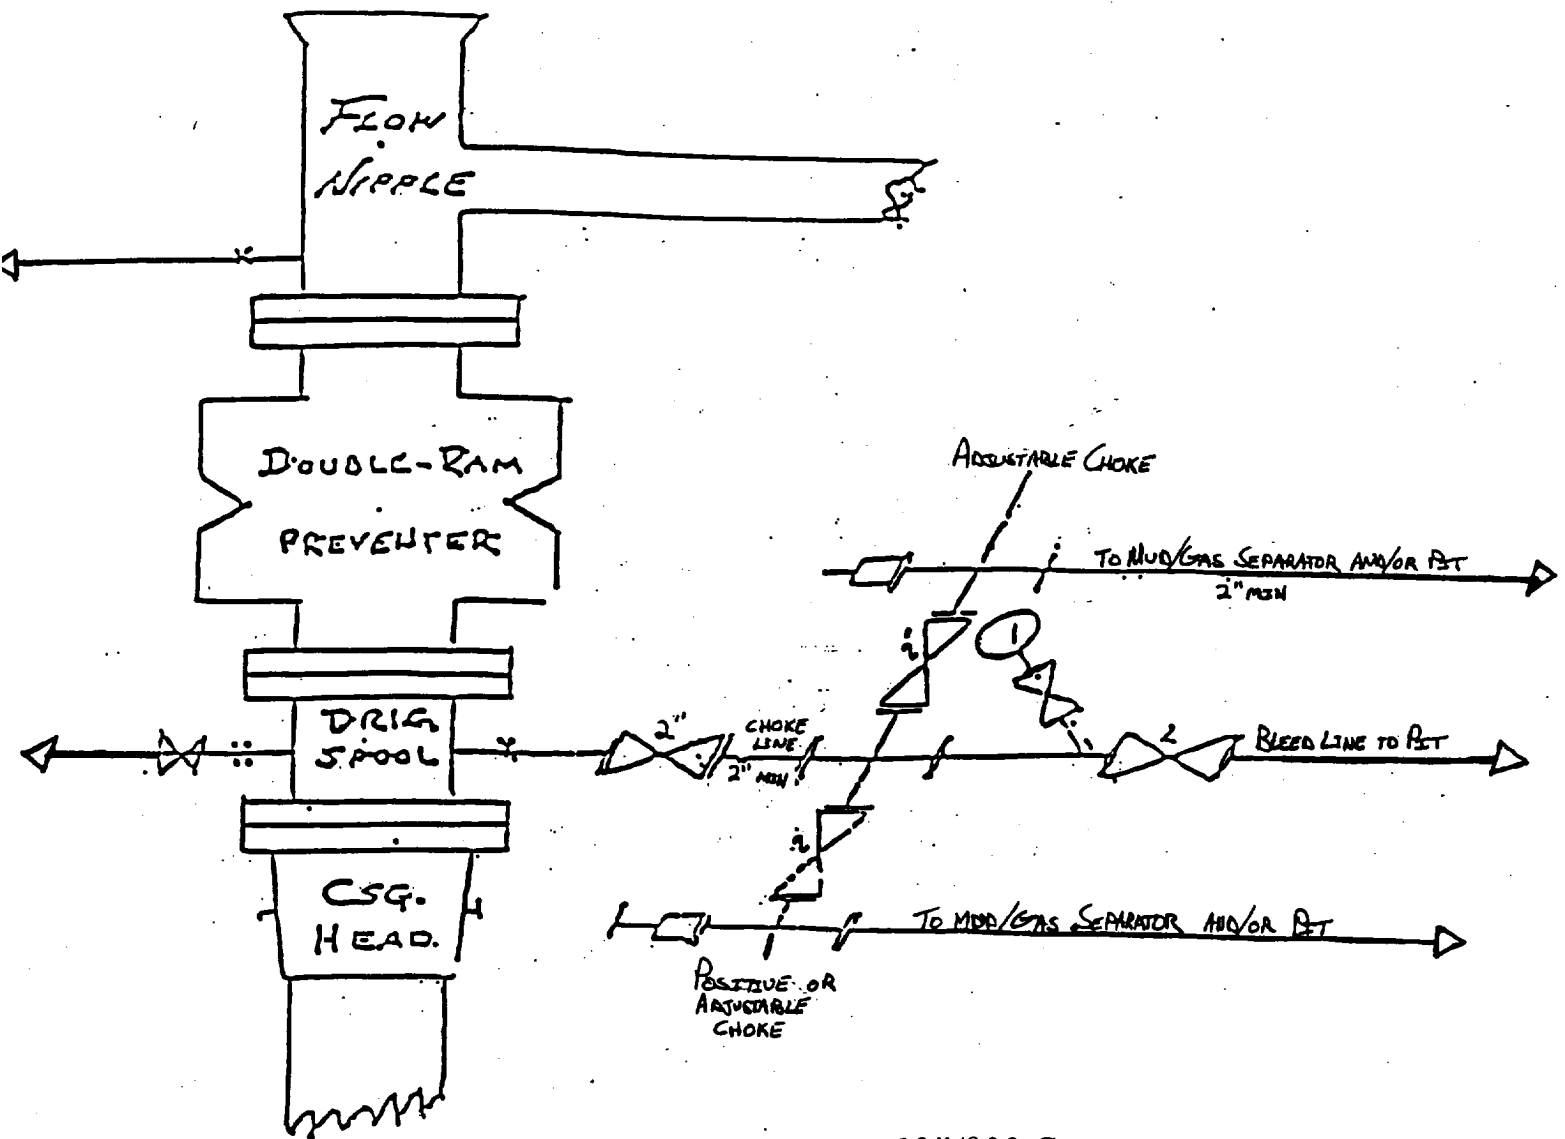 FLOW
NIPPLE
DOUBLE-RAM
PREVENTER
ADJUSTABLE CHOKE
TO MUD/GAS SEPARATOR AND/OR PIT
2" MIN
1
DRLG
SPOOL
2"
CHOKE
LINE
2" MIN
2
BLEED LINE TO PIT
CSG.
HEAD.
TO MUD/GAS SEPARATOR AND/OR PIT
POSITIVE OR
ADJUSTABLE
CHOKE